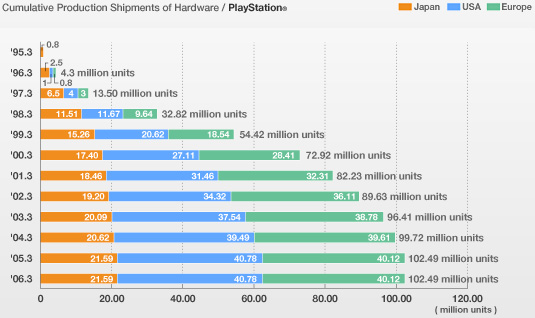 Cumulative Production Shipments of Hardware / PlayStation® Japan USA Europe
'95.3 0.8
2.5
'96.3 4.3 million units
1 0.8
'97.3 6.5 4 3 13.50 million units
'98.3 11.51 11.67 9.64 32.82 million units
'99.3 15.26 20.62 18.54 54.42 million units
'00.3 17.40 27.11 28.41 72.92 million units
'01.3 18.46 31.46 32.31 82.23 million units
'02.3 19.20 34.32 36.11 89.63 million units
'03.3 20.09 37.54 38.78 96.41 million units
'04.3 20.62 39.49 39.61 99.72 million units
'05.3 21.59 40.78 40.12 102.49 million units
'06.3 21.59 40.78 40.12 102.49 million units
0 20.00 40.00 60.00 80.00 100.00 120.00
( million units )